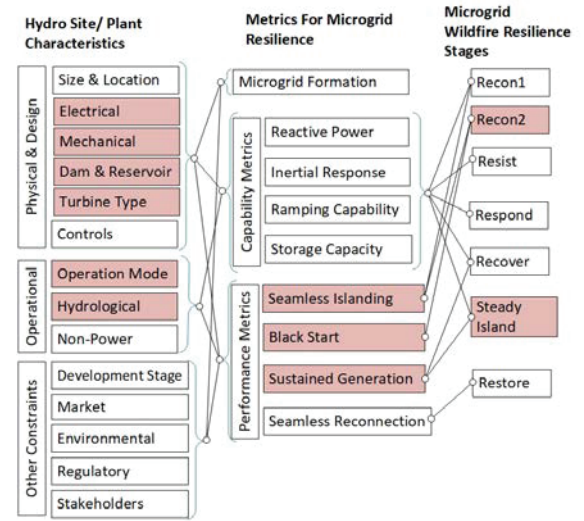 Hydro Site/ Plant
Characteristics
Metrics For Microgrid
Resilience
Microgrid
Wildfire Resilience
Stages
Physical & Design
Size & Location
Electrical
Mechanical
Dam & Reservoir
Turbine Type
Controls
Operational
Operation Mode
Hydrological
Non-Power
Other Constraints
Development Stage
Market
Environmental
Regulatory
Stakeholders
Microgrid Formation
Capability Metrics
Reactive Power
Inertial Response
Ramping Capability
Storage Capacity
Performance Metrics
Seamless Islanding
Black Start
Sustained Generation
Seamless Reconnection
Recon1
Recon2
Resist
Respond
Recover
Steady
Island
Restore